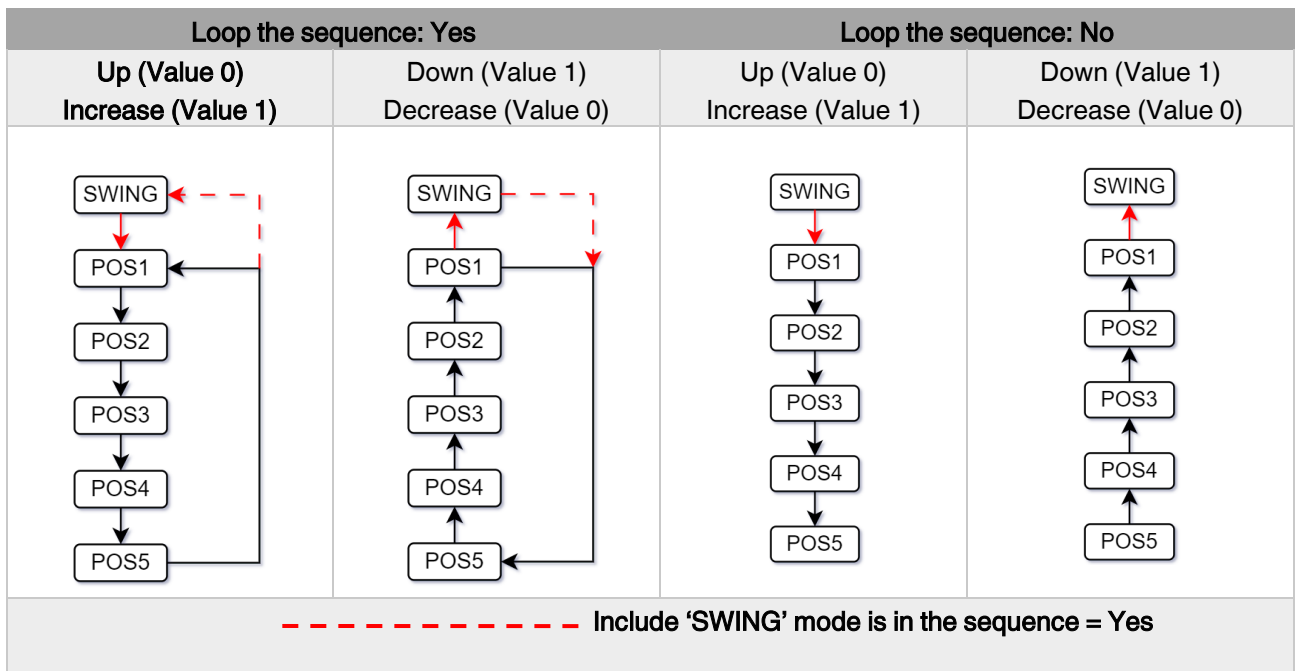 Loop the sequence: Yes
Loop the sequence: No
Up (Value 0)
Increase (Value 1)
Down (Value 1)
Decrease (Value 0)
Up (Value 0)
Increase (Value 1)
Down (Value 1)
Decrease (Value 0)
SWING
POS1
POS2
POS3
POS4
POS5
SWING
POS1
POS2
POS3
POS4
POS5
SWING
POS1
POS2
POS3
POS4
POS5
SWING
POS1
POS2
POS3
POS4
POS5
Include ‘SWING’ mode is in the sequence = Yes